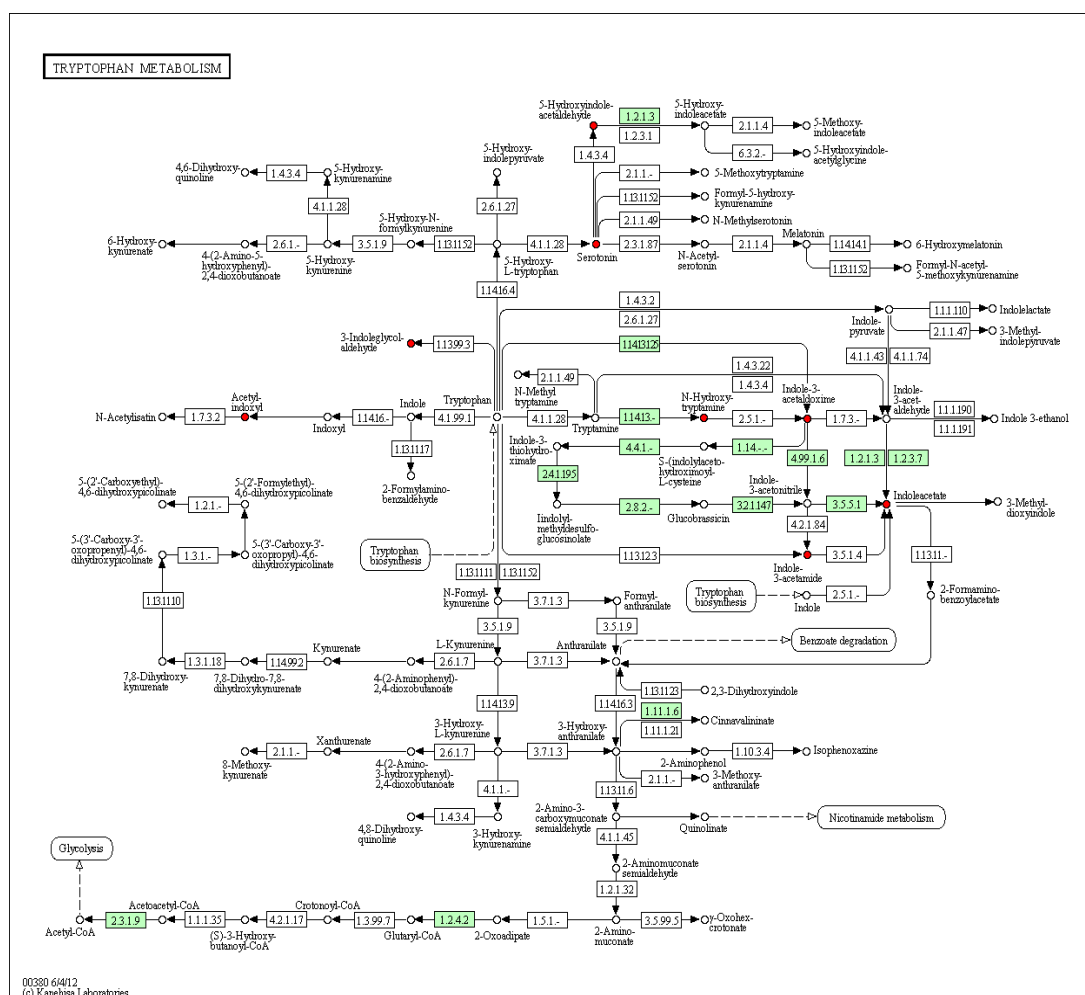 TRYPTOPHAN METABOLISM
5-Hydroxyindole-
acetaldehyde
1.2.1.3
1.2.3.1
5-Hydroxy-
indoleacetate
2.1.1.4
5-Methoxy-
indoleacetate
6.3.2.-
5-Hydroxyindole-
acetylglycine
4,6-Dihydroxy-
quinoline
1.4.3.4
5-Hydroxy-
kynurenamine
5-Hydroxy-
indolepyruvate
1.4.3.4
2.1.1.-
5-Methoxytryptamine
4.1.1.28
2.6.1.27
1.13.11.52
Formyl-5-hydroxy-
kynurenamine
5-Hydroxy-N-
formylkynurenine
2.1.1.49
N-Methylserotonin
Melatonin
6-Hydroxy-
kynurenate
2.6.1.-
3.5.1.9
1.13.11.52
4.1.1.28
2.3.1.87
2.1.1.4
1.14.14.1
6-Hydroxymelatonin
4-(2-Amino-5-
hydroxyphenyl)-
2,4-dioxobutanoate
5-Hydroxy-
kynurenine
5-Hydroxy-
L-tryptophan
Serotonin
N-Acetyl-
serotonin
1.13.11.52
Formyl-N-acetyl-
5-methoxykynurenamine
1.14.16.4
1.4.3.2
2.6.1.27
Indole-
pyruvate
1.1.1.110
Indolelactate
2.1.1.47
3-Methyl-
indolepyruvate
3-Indoleglycol
aldehyde
1.13.99.3
1.14.13.125
4.1.1.43
4.1.1.74
2.1.1.49
N-Methyl
tryptamine
1.4.3.22
1.4.3.4
Acetyl-
indoxyl
Indole
Tryptophan
N-Hydroxy-
tryptamine
Indole-3-
acetaldoxime
Indole-
3-acet-
aldehyde
1.1.1.190
1.1.1.191
Indole 3-ethanol
N-Acetylisatin
1.7.3.2
Indoxyl
1.14.16.-
4.1.99.1
4.1.1.28
Tryptamine
1.14.13.-
2.5.1.-
1.7.3.-
1.13.11.17
2-Formylamino-
benzaldehyde
Indole-3-
thiohydroxi-
mate
4.4.1.-
S-(indolylaceto-
hydroximoyl)-
L-cysteine
1.14.-.-
4.99.1.6
1.2.1.3
1.2.3.7
2.4.1.195
5-(2'-Carboxyethyl)-
4,6-dihydroxypicolinate
1.2.1.-
5-(2'-Formylethyl)-
4,6-dihydroxypicolinate
Indole-
3-acetonitrile
Indoleacetate
2.8.2.-
3.2.1.147
3.5.5.1
3-Methyl-
dioxyindole
Iindolyl-
methyldesulfo-
glucosinolate
Glucobrassicin
4.2.1.84
5-(3'-Carboxy-3'-
oxopropenyl)-4,6-
dihydroxypicolinate
1.3.1.-
5-(3'-Carboxy-3'-
oxopropyl)-4,6-
dihydroxypicolinate
Tryptophan
biosynthesis
1.13.12.3
3.5.1.4
1.13.11.-
Indole-
3-acetamide
1.13.11.11
1.13.11.52
1.13.11.10
Tryptophan
biosynthesis
Indole
2.5.1.-
2-Formamino-
benzoylacetate
N-Formyl-
kynurenine
3.7.1.3
Formyl-
anthranilate
3.5.1.9
3.5.1.9
Benzoate degradation
Kynurenate
L-Kynurenine
Anthranilate
1.3.1.18
1.14.99.2
2.6.1.7
3.7.1.3
7,8-Dihydroxy-
kynurenate
7,8-Dihydro-7,8-
dihydroxykynurenate
4-(2-Aminophenyl)-
2,4-dioxobutanoate
1.13.11.23
2,3-Dihydroxyindole
1.14.13.9
1.14.16.3
1.11.1.6
1.11.1.21
Cinnavalininate
3-Hydroxy-
L-kynurenine
3-Hydroxy-
anthranilate
Xanthurenate
2.1.1.-
2.6.1.7
3.7.1.3
1.10.3.4
Isophenoxazine
8-Methoxy-
kynurenate
4-(2-Amino-
3-hydroxyphenyl)-
2,4-dioxobutanoate
2-Aminophenol
2.1.1.-
3-Methoxy-
anthranilate
4.1.1.-
1.13.11.6
1.4.3.4
4,8-Dihydroxy-
quinoline
3-Hydroxy-
kynurenamine
2-Amino-3-
carboxymuconate
semialdehyde
Quinolinate
Nicotinamide metabolism
4.1.1.45
Glycolysis
2-Aminomuconate
semialdehyde
1.2.1.32
Acetoacetyl-CoA
Crotonoyl-CoA
2.3.1.9
1.1.1.35
4.2.1.17
1.3.99.7
1.2.4.2
1.5.1.-
3.5.99.5
γ-Oxohex-
crotonate
Acetyl-CoA
(S)-3-Hydroxy-
butanoyl-CoA
Glutaryl-CoA
2-Oxoadipate
2-Amino-
muconate
00380 6/4/12
(c) Kanehisa Laboratories